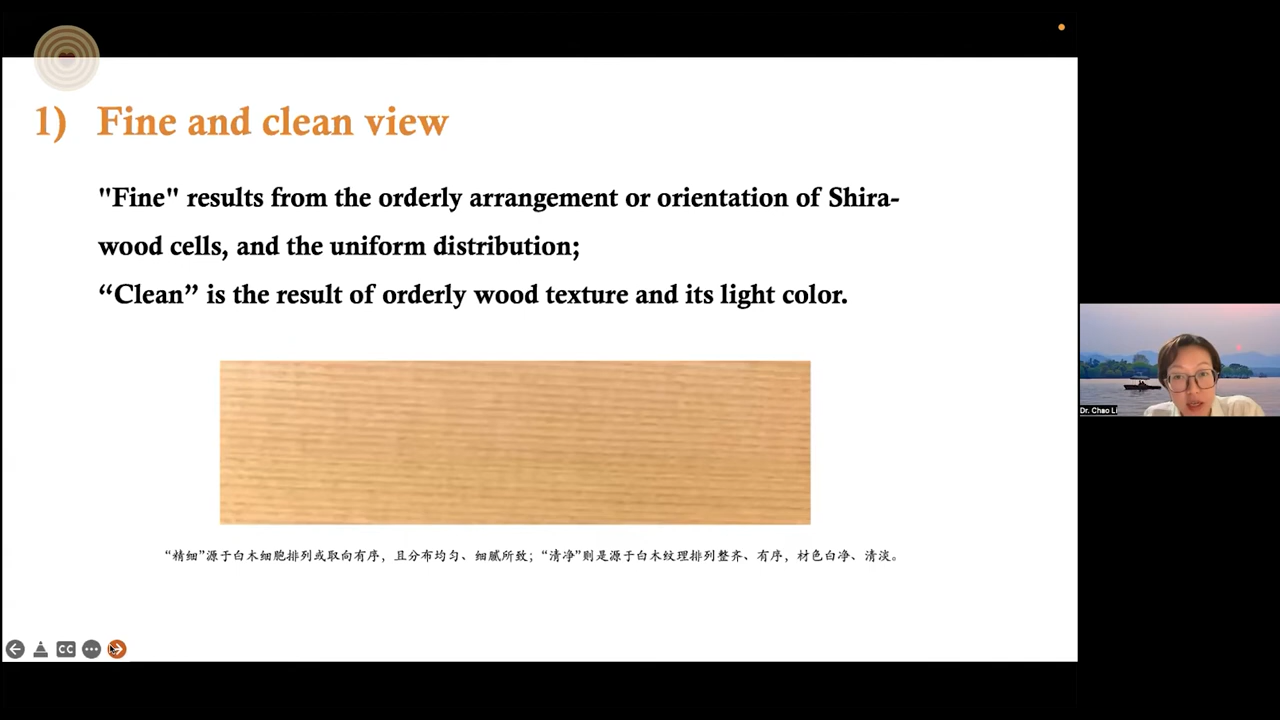 1) Fine and clean view
"Fine" results from the orderly arrangement or orientation of Shira-
wood cells, and the uniform distribution;
“Clean” is the result of orderly wood texture and its light color.
“精细”源于白木细胞排列或取向有序，且分布均匀、细腻所致；“清净”则是源于白木纹理排列整齐、有序，材色白净、清淡。
Dr. Chao Li
CC